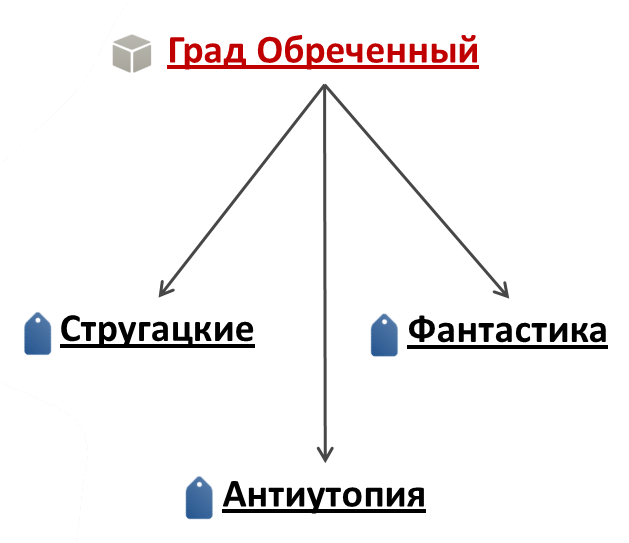 Град Обреченный
Стругацкие
Фантастика
Антиутопия